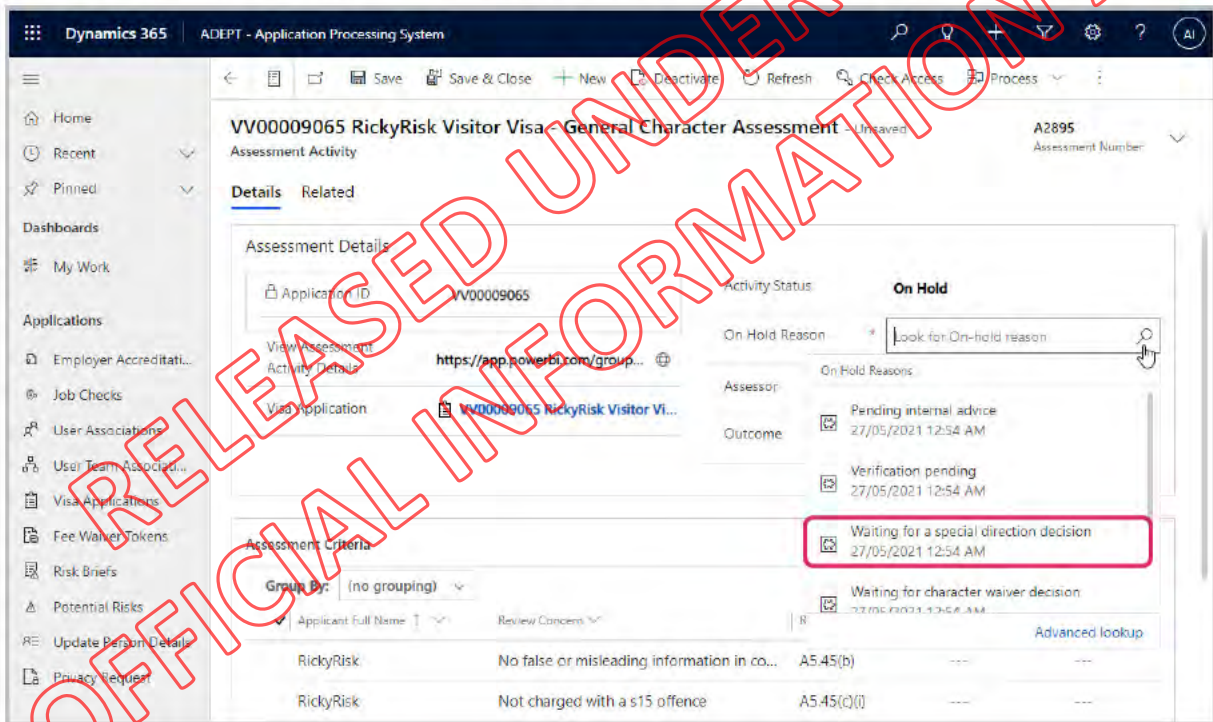 Dynamics 365 ADEPT - Application Processing System ? AI
Save Save & Close New Deactivate Refresh Check Access Process
Home
Recent
Pinned
Dashboards
My Work
Applications
Employer Accreditati...
Job Checks
User Associations
User Team Associati...
Visa Applications
Fee Waiver Tokens
Risk Briefs
Potential Risks
Update Person Details
Privacy Request
VV00009065 RickyRisk Visitor Visa - General Character Assessment - Unsaved
Assessment Activity
A2895
Assessment Number
Details Related
Assessment Details
Application ID VV00009065
View Assessment Activity Details https://app.powerbi.com/group...
Visa Application VV00009065 RickyRisk Visitor Vi...
Activity Status On Hold
On Hold Reason * Look for On-hold reason
Assessor
Outcome
On Hold Reasons
Pending internal advice
27/05/2021 12:54 AM
Verification pending
27/05/2021 12:54 AM
Waiting for a special direction decision
27/05/2021 12:54 AM
Waiting for character waiver decision
27/05/2021 12:54 AM
Advanced lookup
Assessment Criteria
Group By: (no grouping)
Applicant Full Name ↑ Review Concern R
RickyRisk No false or misleading information in co... A5.45(b) --- ---
RickyRisk Not charged with a s15 offence A5.45(c)(i) --- ---
RELEASED UNDER
OFFICIAL INFORMATION A